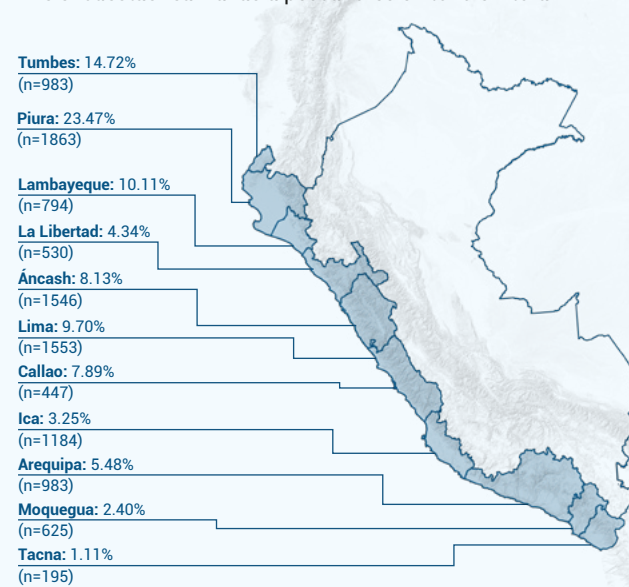 Tumbes: 14.72%
(n=983)
Piura: 23.47%
(n=1863)
Lambayeque: 10.11%
(n=794)
La Libertad: 4.34%
(n=530)
Áncash: 8.13%
(n=1546)
Lima: 9.70%
(n=1553)
Callao: 7.89%
(n=447)
Ica: 3.25%
(n=1184)
Arequipa: 5.48%
(n=983)
Moquegua: 2.40%
(n=625)
Tacna: 1.11%
(n=195)